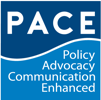 PACE
Policy
Advocacy
Communication
Enhanced